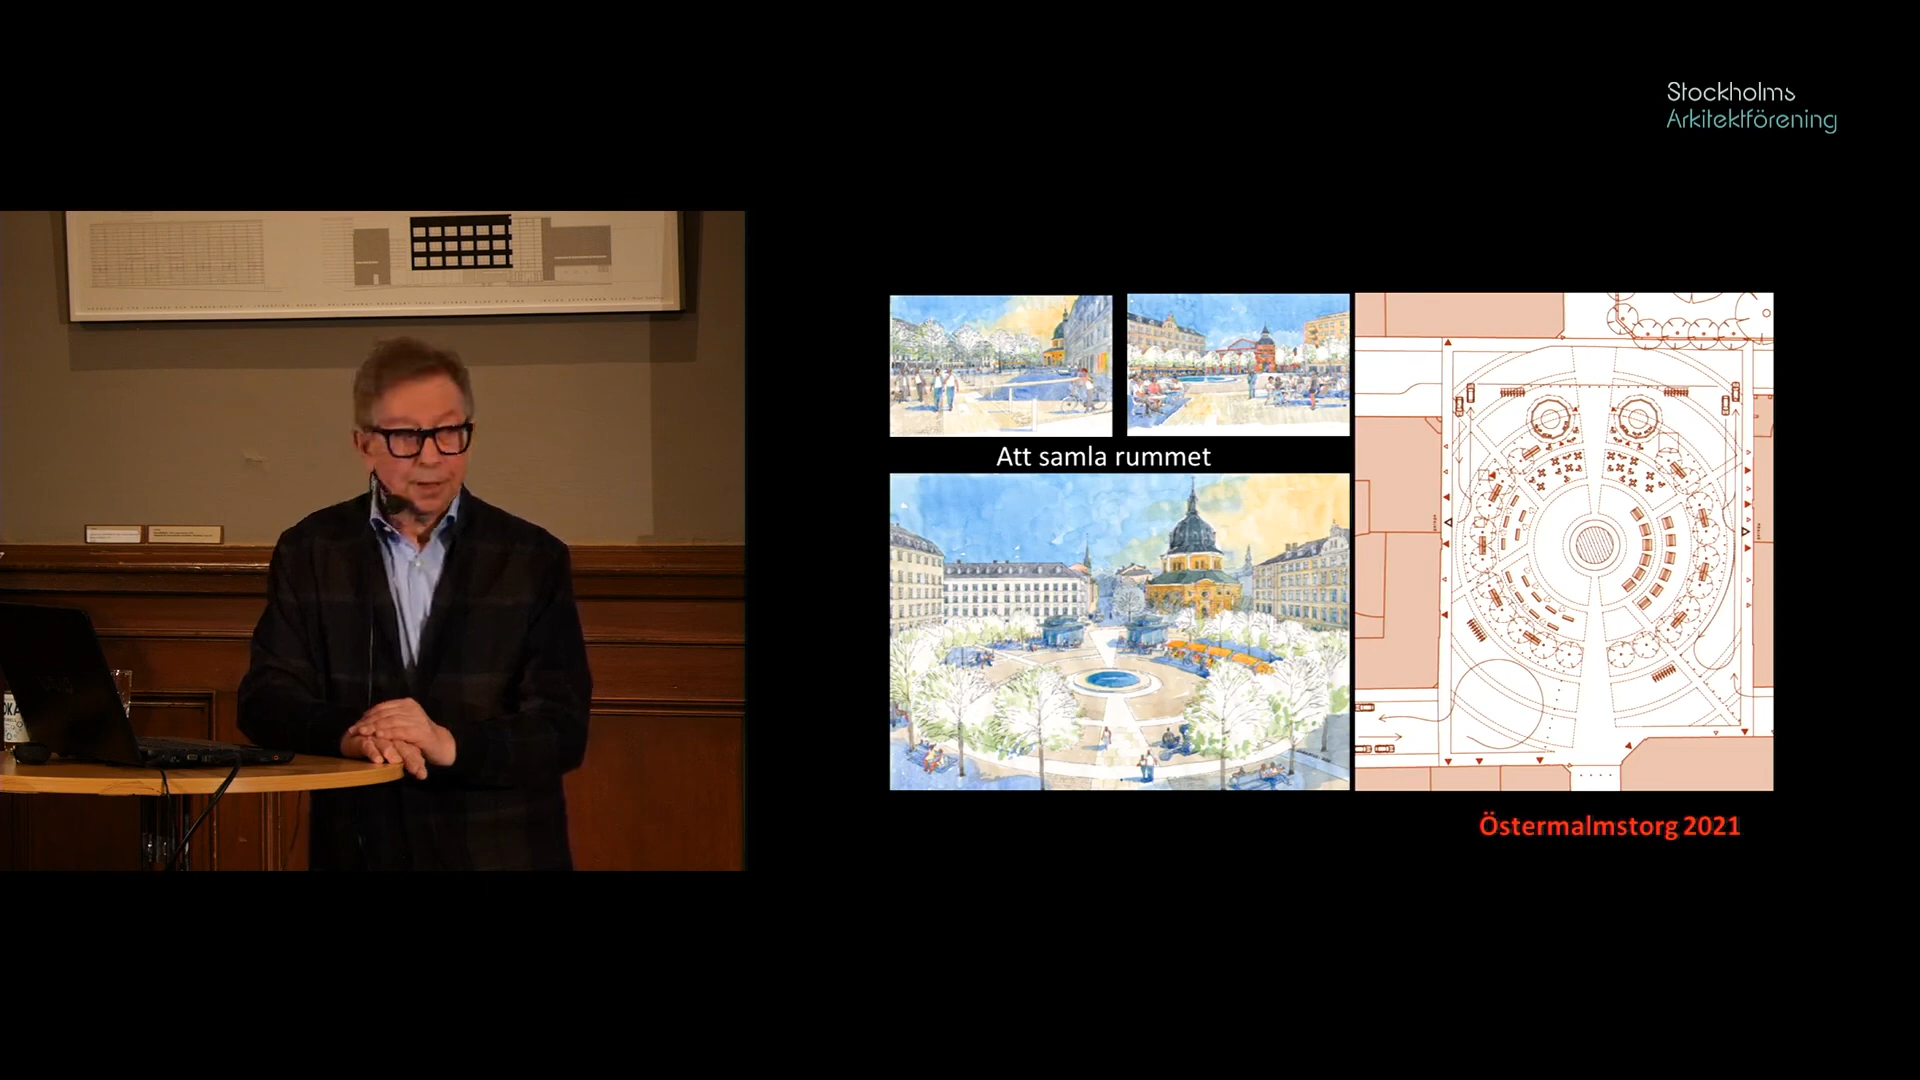 Stockholms
Arkitektförening
Att samla rummet
Östermalmstorg 2021